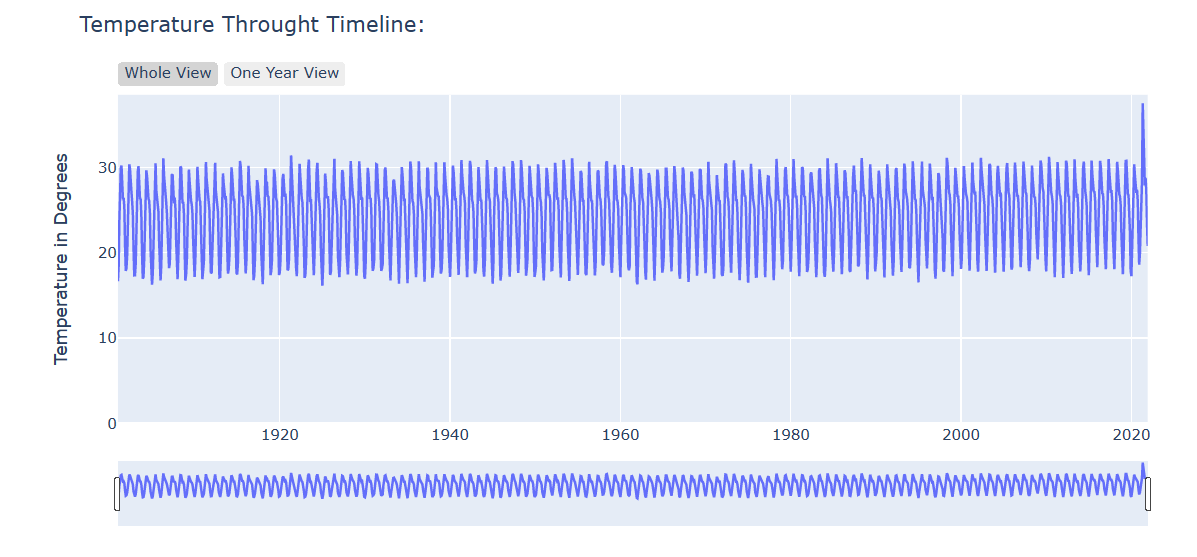 Temperature Throught Timeline:
Whole View One Year View
Temperature in Degrees
30
20
10
0
1920 1940 1960 1980 2000 2020